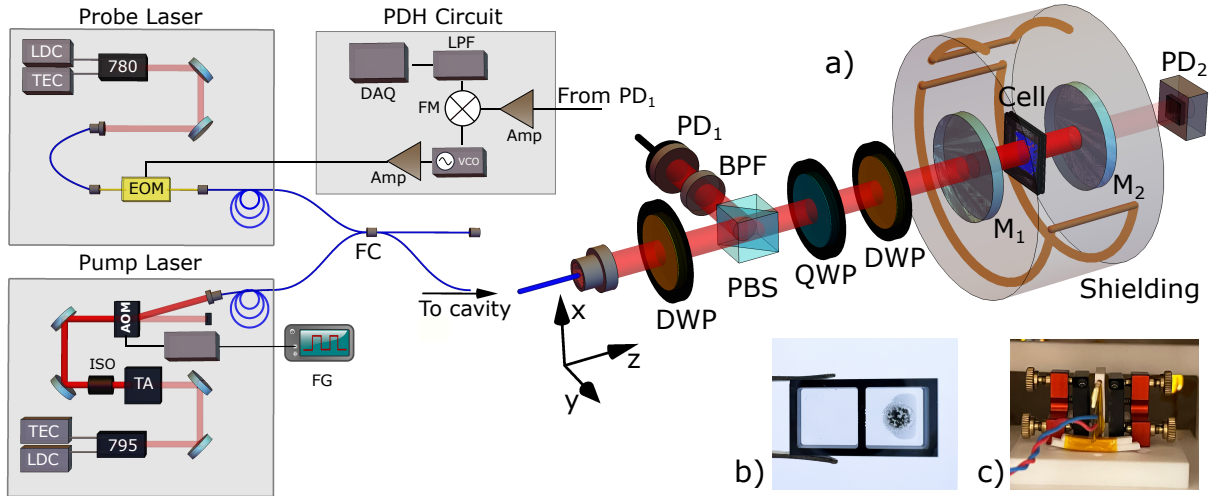 Probe Laser
LDC
TEC
780
EOM
PDH Circuit
LPF
DAQ
FM
Amp
From PD1
Amp
VCO
FC
Pump Laser
AOM
ISO
TA
TEC
LDC
795
FG
To cavity
a)
PD2
Cell
PD1
BPF
M2
M1
DWP
QWP
PBS
DWP
Shielding
x
z
y
b)
c)